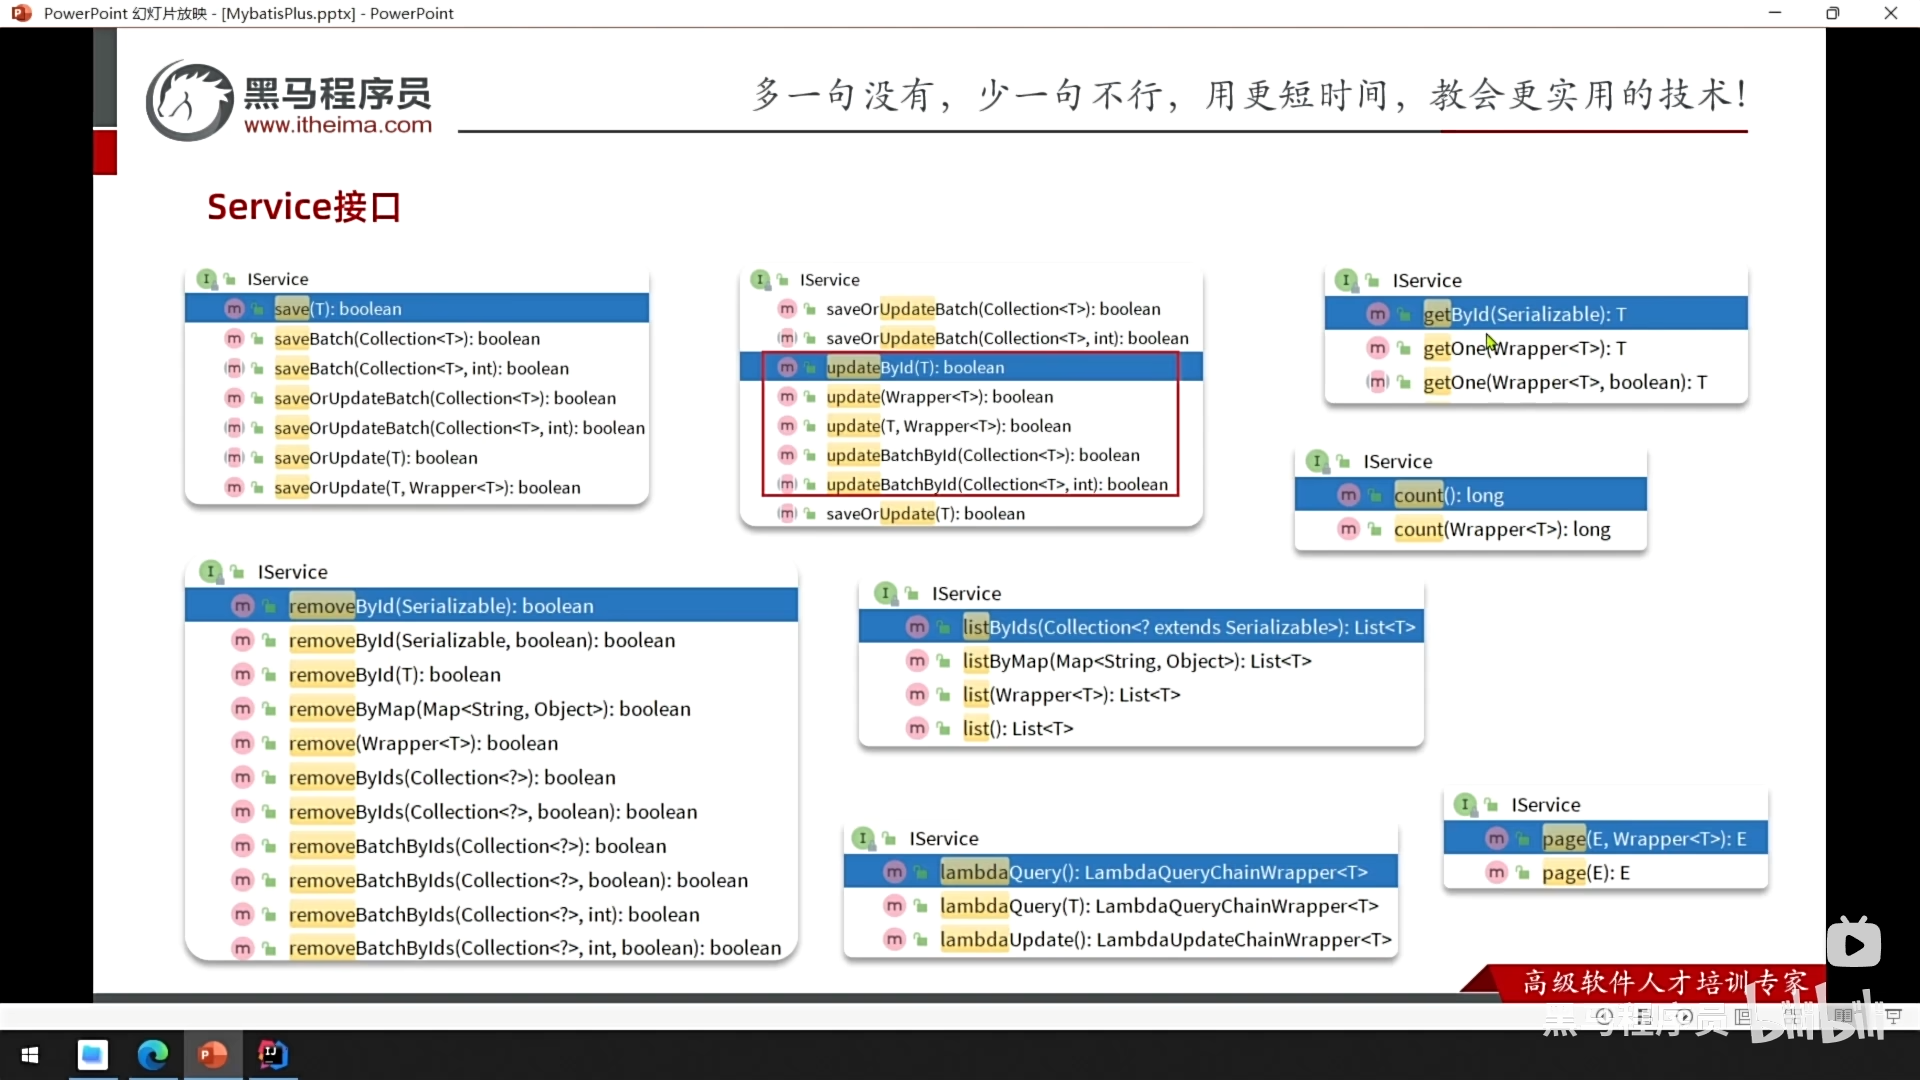 PowerPoint 幻灯片放映 - [MybatisPlus.pptx] - PowerPoint
黑马程序员
www.itheima.com
多一句没有，少一句不行，用更短时间，教会更实用的技术！
Service接口
IService
save(T): boolean
saveBatch(Collection<T>): boolean
saveBatch(Collection<T>, int): boolean
saveOrUpdateBatch(Collection<T>): boolean
saveOrUpdateBatch(Collection<T>, int): boolean
saveOrUpdate(T): boolean
saveOrUpdate(T, Wrapper<T>): boolean
IService
saveOrUpdateBatch(Collection<T>): boolean
saveOrUpdateBatch(Collection<T>, int): boolean
updateById(T): boolean
update(Wrapper<T>): boolean
update(T, Wrapper<T>): boolean
updateBatchById(Collection<T>): boolean
updateBatchById(Collection<T>, int): boolean
saveOrUpdate(T): boolean
IService
getById(Serializable): T
getOne(Wrapper<T>): T
getOne(Wrapper<T>, boolean): T
IService
count(): long
count(Wrapper<T>): long
IService
removeById(Serializable): boolean
removeById(Serializable, boolean): boolean
removeById(T): boolean
removeByMap(Map<String, Object>): boolean
remove(Wrapper<T>): boolean
removeByIds(Collection<?>): boolean
removeByIds(Collection<?>, boolean): boolean
removeBatchByIds(Collection<?>): boolean
removeBatchByIds(Collection<?>, boolean): boolean
removeBatchByIds(Collection<?>, int): boolean
removeBatchByIds(Collection<?>, int, boolean): boolean
IService
listByIds(Collection<? extends Serializable>): List<T>
listByMap(Map<String, Object>): List<T>
list(Wrapper<T>): List<T>
list(): List<T>
IService
lambdaQuery(): LambdaQueryChainWrapper<T>
lambdaQuery(T): LambdaQueryChainWrapper<T>
lambdaUpdate(): LambdaUpdateChainWrapper<T>
IService
page(E, Wrapper<T>): E
page(E): E
高级软件人才培训专家
黑马程序员 bilibili